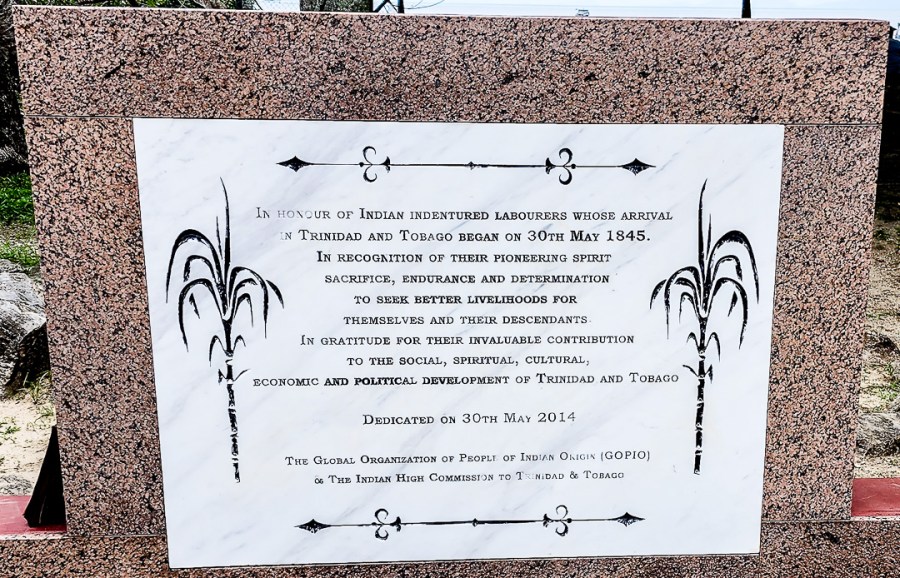 In honour of Indian indentured labourers whose arrival
in Trinidad and Tobago began on 30th May 1845.
In recognition of their pioneering spirit
sacrifice, endurance and determination
to seek better livelihoods for
themselves and their descendants.
In gratitude for their invaluable contribution
to the social, spiritual, cultural,
economic and political development of Trinidad and Tobago
Dedicated on 30th May 2014
The Global Organization of People of Indian Origin (GOPIO)
& The Indian High Commission to Trinidad & Tobago